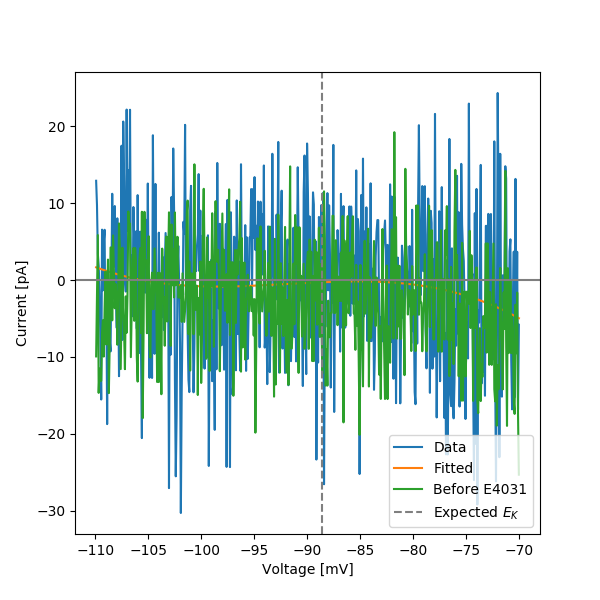 20
10
0
−10
−20
−30
Current [pA]
Data
Fitted
Before E4031
Expected E_K
−110
−105
−100
−95
−90
−85
−80
−75
−70
Voltage [mV]